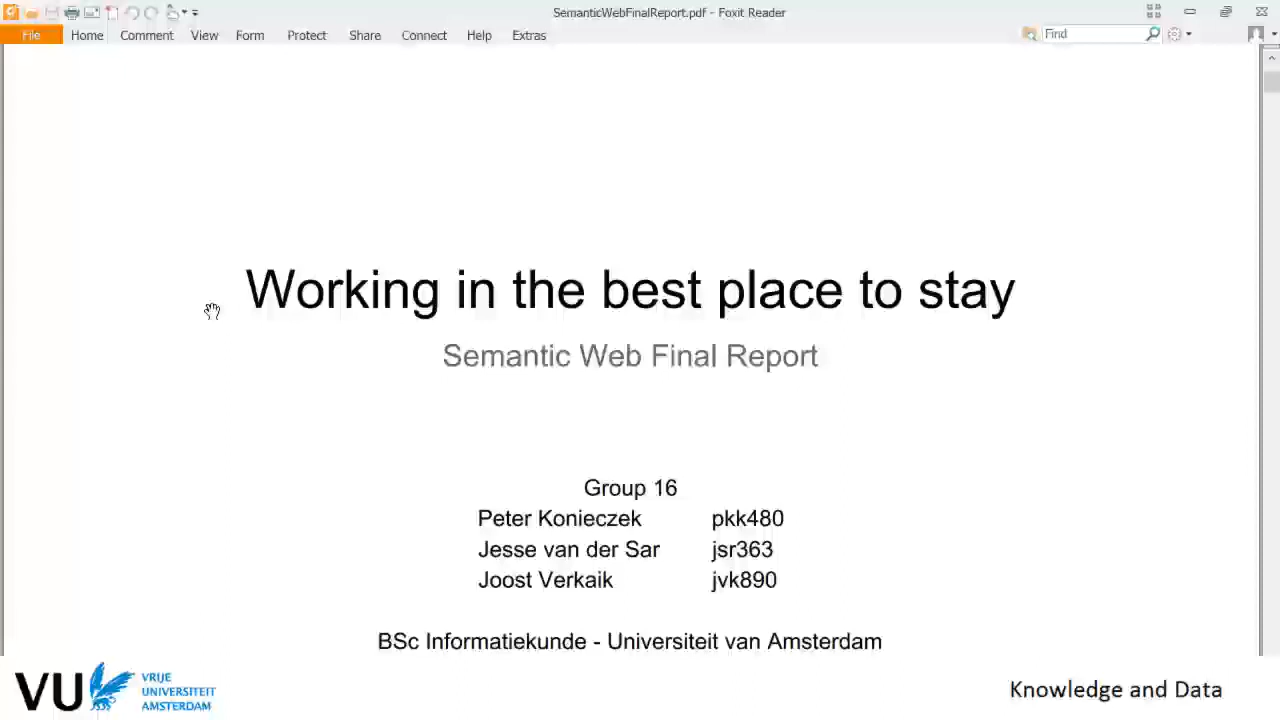 SemanticWebFinalReport.pdf - Foxit Reader
File Home Comment View Form Protect Share Connect Help Extras Find
Working in the best place to stay
Semantic Web Final Report
Group 16
Peter Konieczek pkk480
Jesse van der Sar jsr363
Joost Verkaik jvk890
BSc Informatiekunde - Universiteit van Amsterdam
VU VRIJE
UNIVERSITEIT
AMSTERDAM
Knowledge and Data